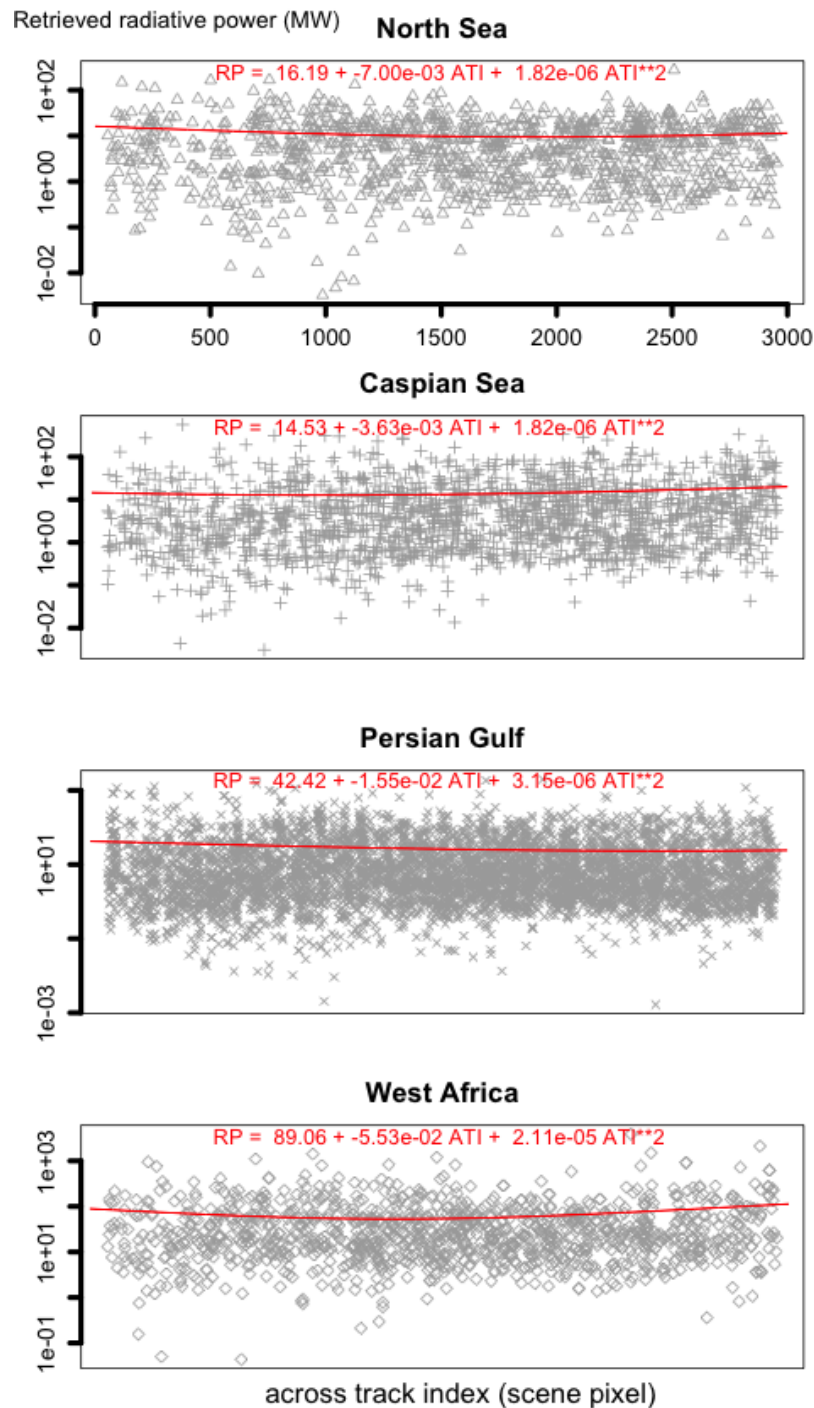 Retrieved radiative power (MW)
North Sea
RP = 16.19 + -7.00e-03 ATI + 1.82e-06 ATI**2
1e+02
1e+00
1e-02
0 500 1000 1500 2000 2500 3000
Caspian Sea
RP = 14.53 + -3.63e-03 ATI + 1.82e-06 ATI**2
1e+02
1e+00
1e-02
Persian Gulf
RP = 42.42 + -1.55e-02 ATI + 3.15e-06 ATI**2
1e+01
1e-03
West Africa
RP = 89.06 + -5.53e-02 ATI + 2.11e-05 ATI**2
1e+03
1e+01
1e-01
across track index (scene pixel)